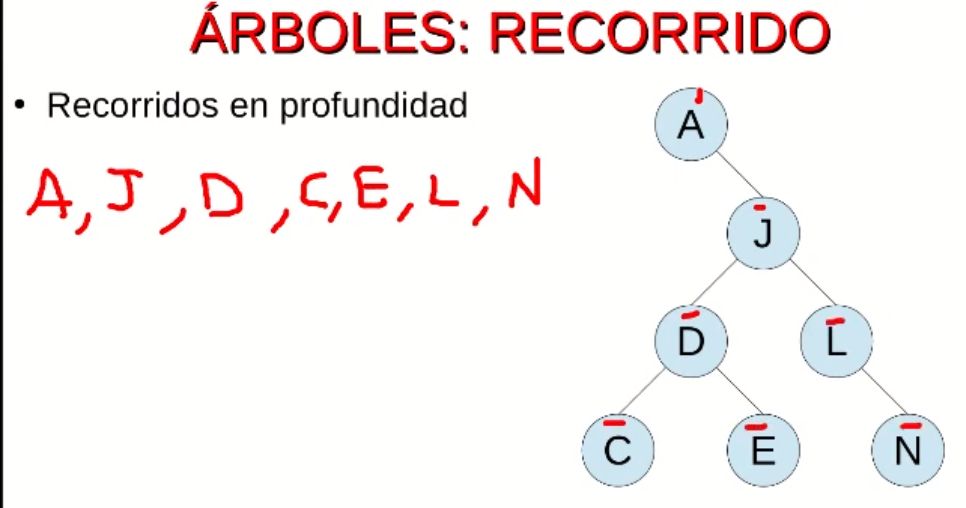 ÁRBOLES: RECORRIDO
• Recorridos en profundidad
A, J, D, C, E, L, N
A
J
D L
C E N